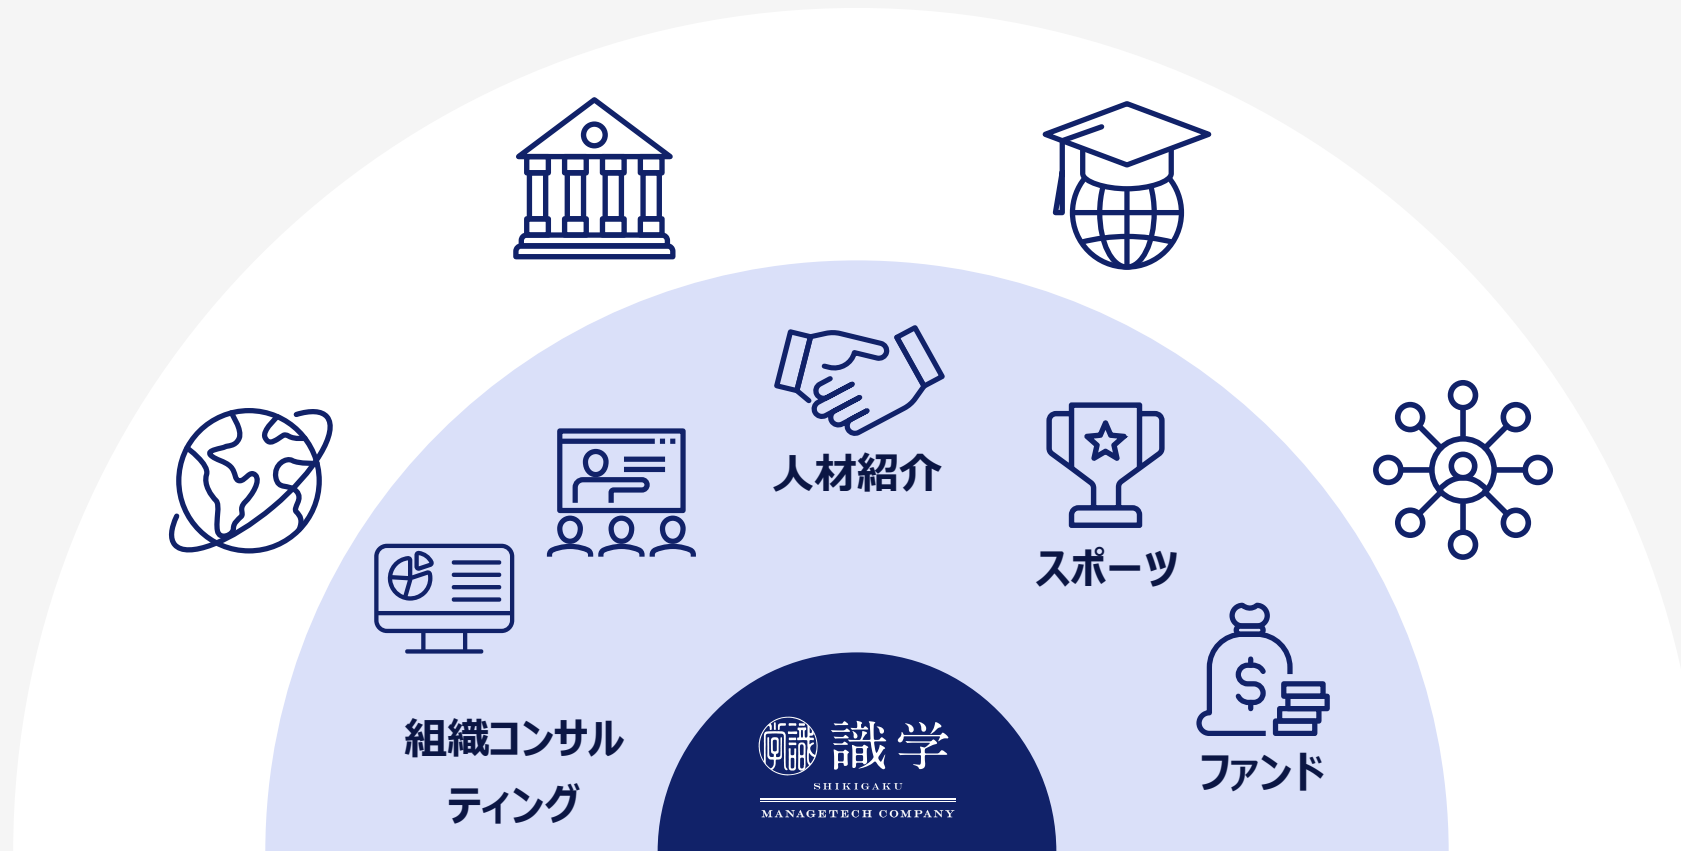 人材紹介
スポーツ
組織コンサル
ティング
ファンド
識学
SHIKIGAKU
MANAGETECH COMPANY
$